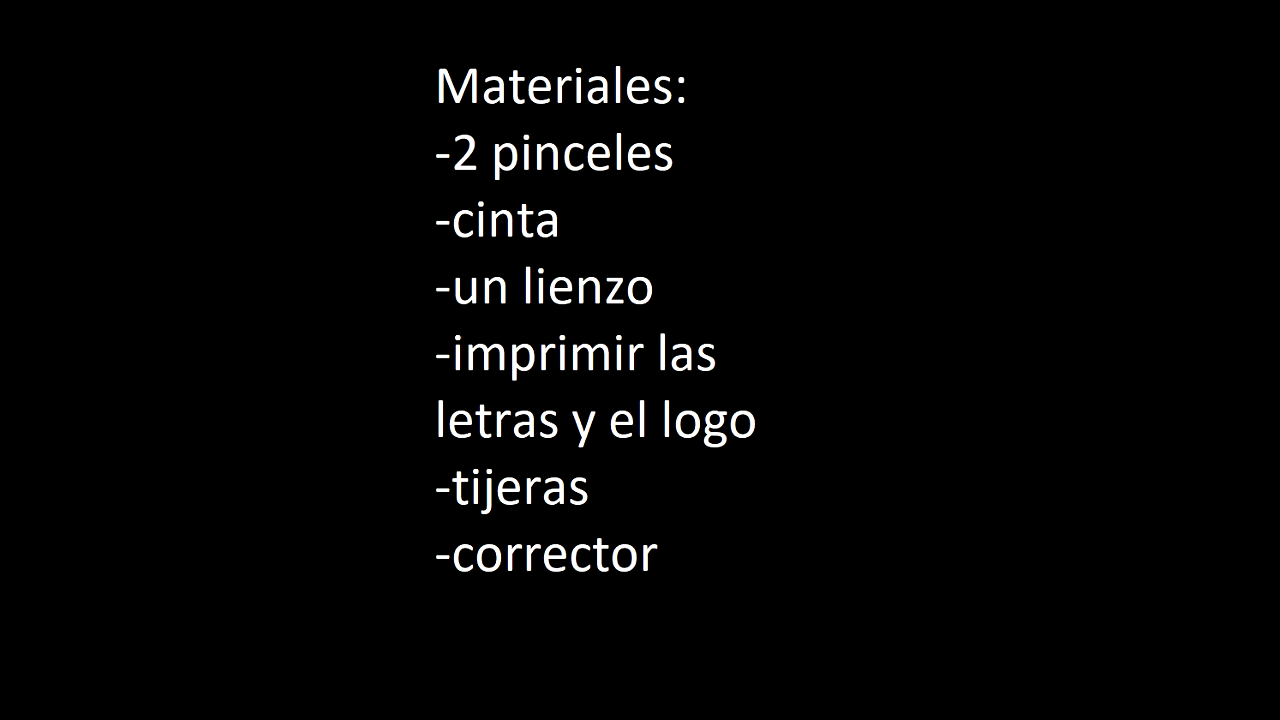 Materiales:
-2 pinceles
-cinta
-un lienzo
-imprimir las
letras y el logo
-tijeras
-corrector